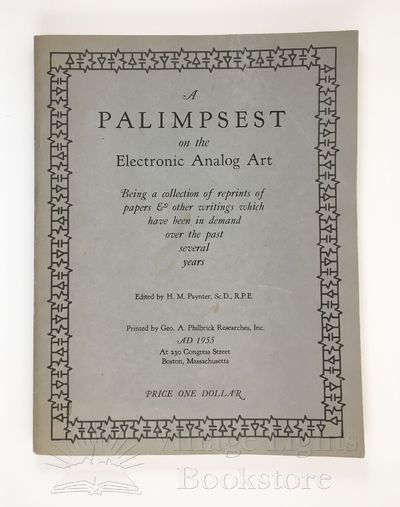 A
PALIMPSEST
on the
Electronic Analog Art
Being a collection of reprints of
papers & other writings which
have been in demand
over the past
several
years
Edited by H. M. Paynter, Sc.D., R.P.E.
Printed by Geo. A. Philbrick Researches, Inc.
AD 1955
At 230 Congress Street
Boston, Massachusetts
PRICE ONE DOLLAR
Bookstore